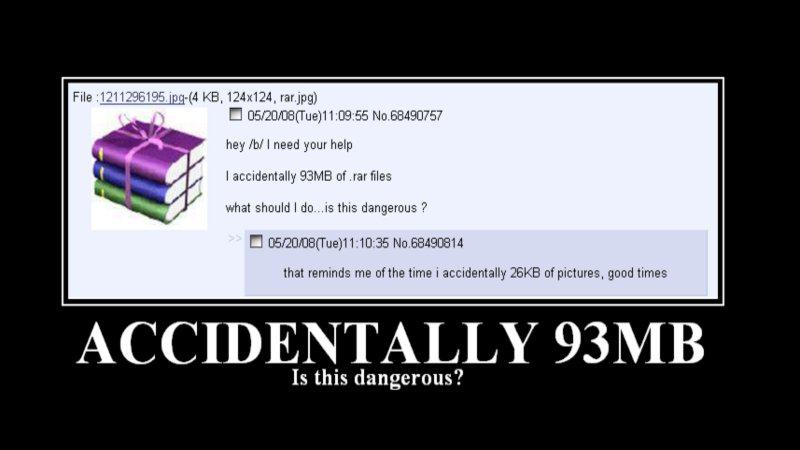 File :1211296195.jpg-(4 KB, 124x124, rar.jpg)
05/20/08(Tue)11:09:55 No.68490757
hey /b/ I need your help
I accidentally 93MB of .rar files
what should I do...is this dangerous ?
>> 05/20/08(Tue)11:10:35 No.68490814
that reminds me of the time i accidentally 26KB of pictures, good times
ACCIDENTALLY 93MB
Is this dangerous?